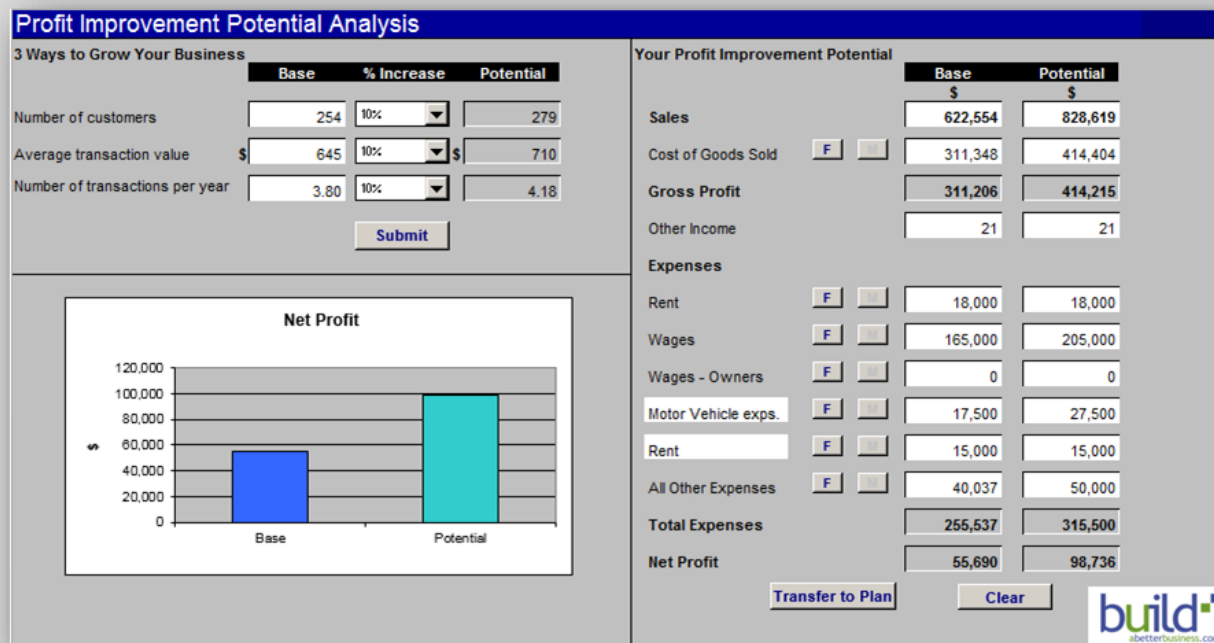 Profit Improvement Potential Analysis
3 Ways to Grow Your Business
Base % Increase Potential
Number of customers 254 10% 279
Average transaction value $ 645 10% $ 710
Number of transactions per year 3.80 10% 4.18
Submit
Net Profit
120,000
100,000
80,000
60,000
40,000
20,000
0
$
Base Potential
Your Profit Improvement Potential
Base Potential
$ $
Sales 622,554 828,619
Cost of Goods Sold F M 311,348 414,404
Gross Profit 311,206 414,215
Other Income 21 21
Expenses
Rent F M 18,000 18,000
Wages F M 165,000 205,000
Wages - Owners F M 0 0
Motor Vehicle exps. F M 17,500 27,500
Rent F M 15,000 15,000
All Other Expenses F M 40,037 50,000
Total Expenses 255,537 315,500
Net Profit 55,690 98,736
Transfer to Plan Clear
build
abetterbusiness.co